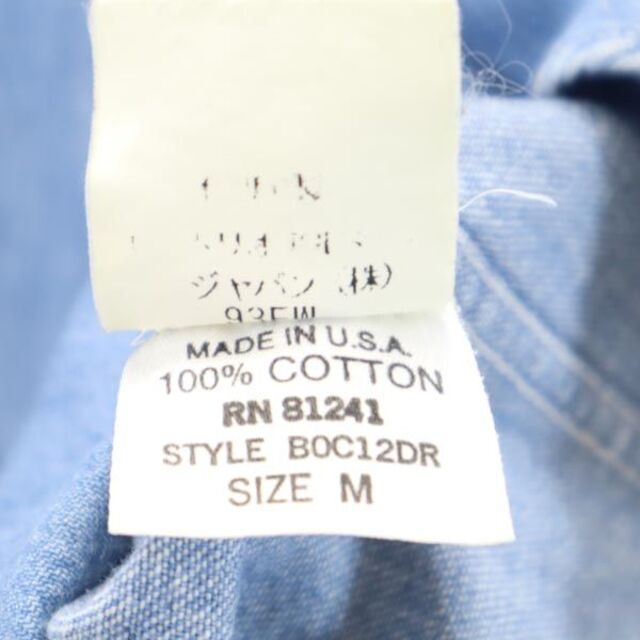 ジャパン (株)
MADE IN U.S.A.
100% COTTON
RN 81241
STYLE B0C12DR
SIZE M